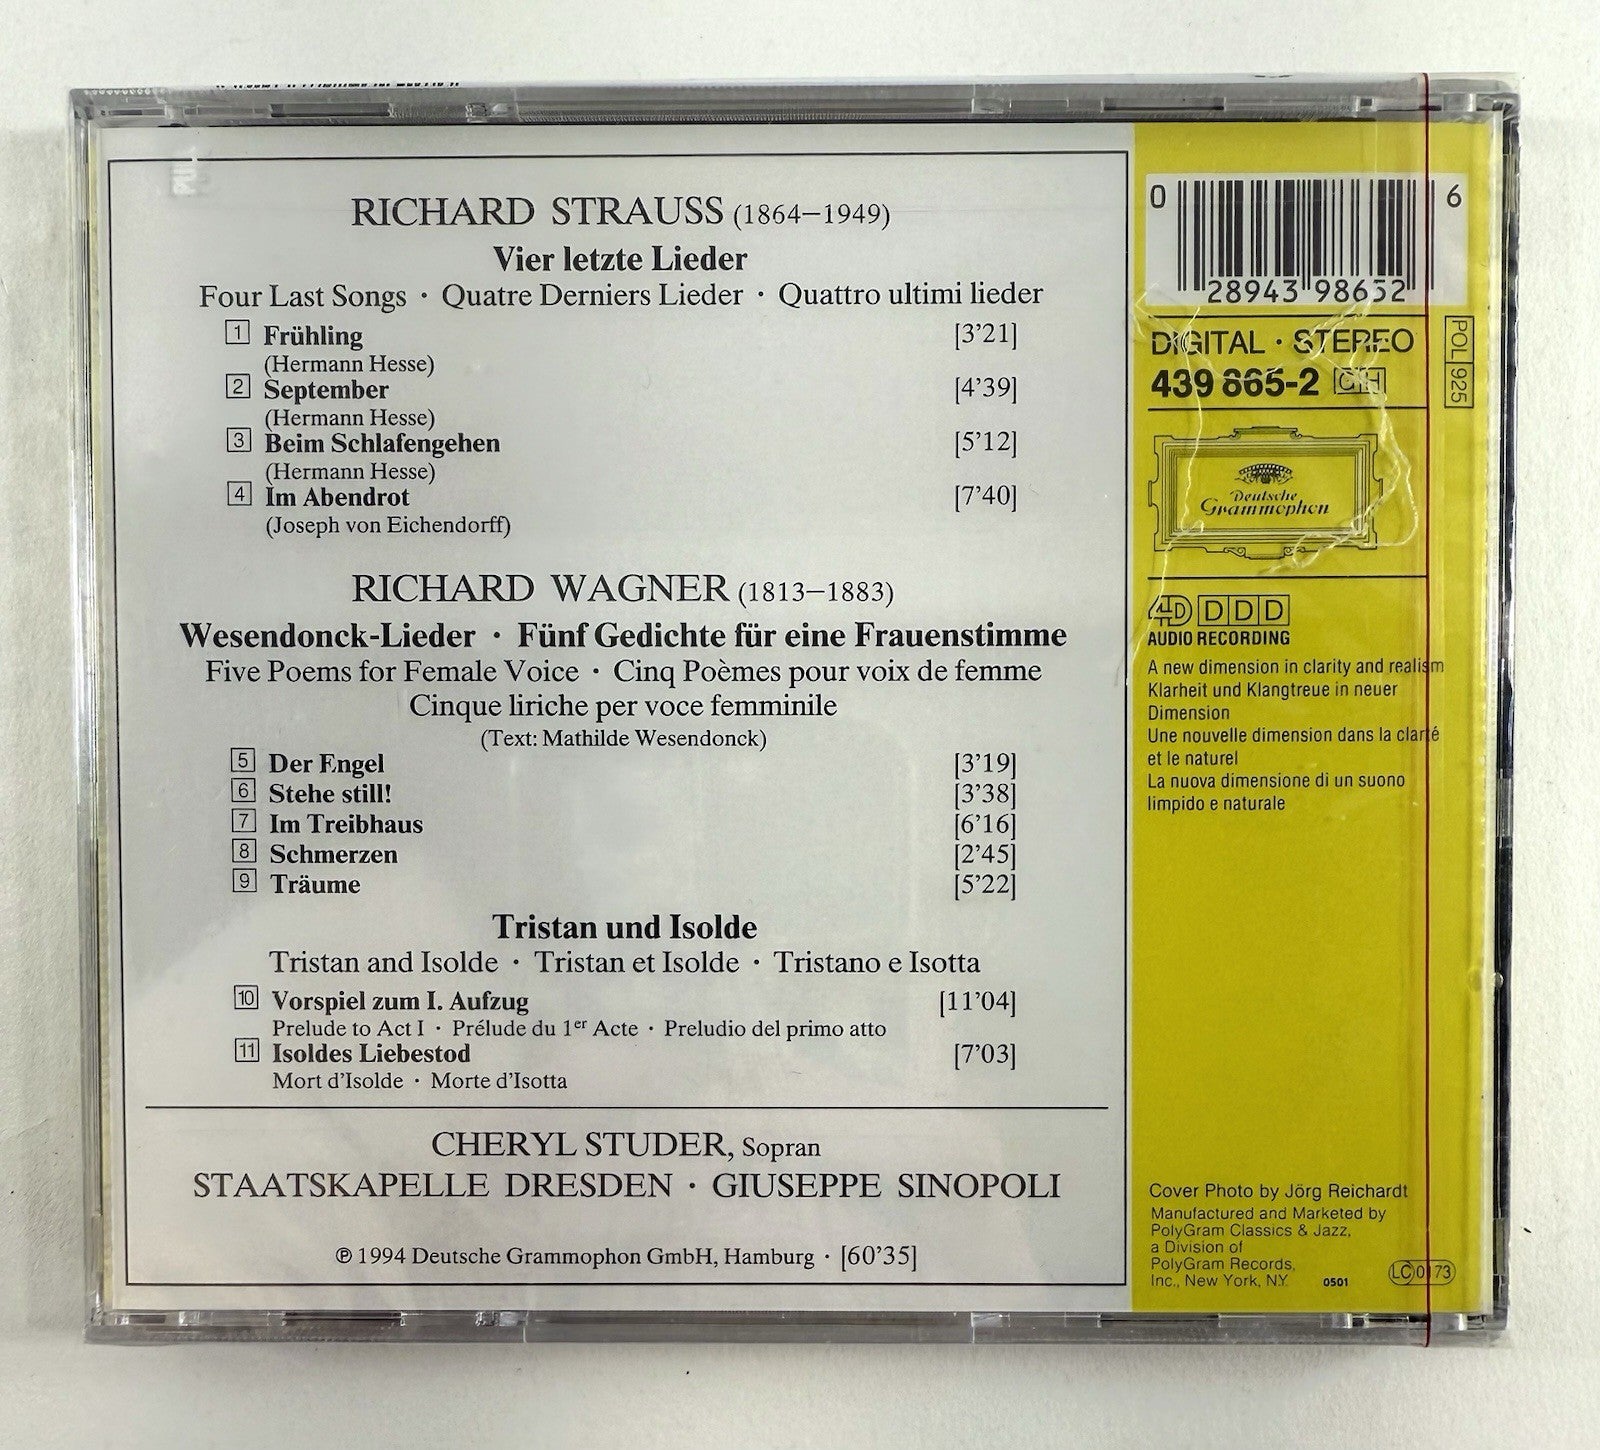 RICHARD STRAUSS (1864–1949)
Vier letzte Lieder
Four Last Songs · Quatre Derniers Lieder · Quattro ultimi lieder
1 Frühling [3'21]
(Hermann Hesse)
2 September [4'39]
(Hermann Hesse)
3 Beim Schlafengehen [5'12]
(Hermann Hesse)
4 Im Abendrot [7'40]
(Joseph von Eichendorff)
RICHARD WAGNER (1813–1883)
Wesendonck-Lieder · Fünf Gedichte für eine Frauenstimme
Five Poems for Female Voice · Cinq Poèmes pour voix de femme
Cinque liriche per voce femminile
(Text: Mathilde Wesendonck)
5 Der Engel [3'19]
6 Stehe still! [3'38]
7 Im Treibhaus [6'16]
8 Schmerzen [2'45]
9 Träume [5'22]
Tristan und Isolde
Tristan and Isolde · Tristan et Isolde · Tristano e Isotta
10 Vorspiel zum I. Aufzug [11'04]
Prelude to Act I · Prélude du 1er Acte · Preludio del primo atto
11 Isoldes Liebestod [7'03]
Mort d'Isolde · Morte d'Isotta
CHERYL STUDER, Sopran
STAATSKAPELLE DRESDEN · GIUSEPPE SINOPOLI
℗ 1994 Deutsche Grammophon GmbH, Hamburg · [60'35]
0 28943 98652 6
DIGITAL · STEREO
439 865-2 GH
POL 925
Deutsche
Grammophon
4D DDD
AUDIO RECORDING
A new dimension in clarity and realism
Klarheit und Klangtreue in neuer
Dimension
Une nouvelle dimension dans la clarté
et le naturel
La nuova dimensione di un suono
limpido e naturale
Cover Photo by Jörg Reichardt
Manufactured and Marketed by
PolyGram Classics & Jazz,
a Division of
PolyGram Records,
Inc., New York, NY. 0501
LC 0173